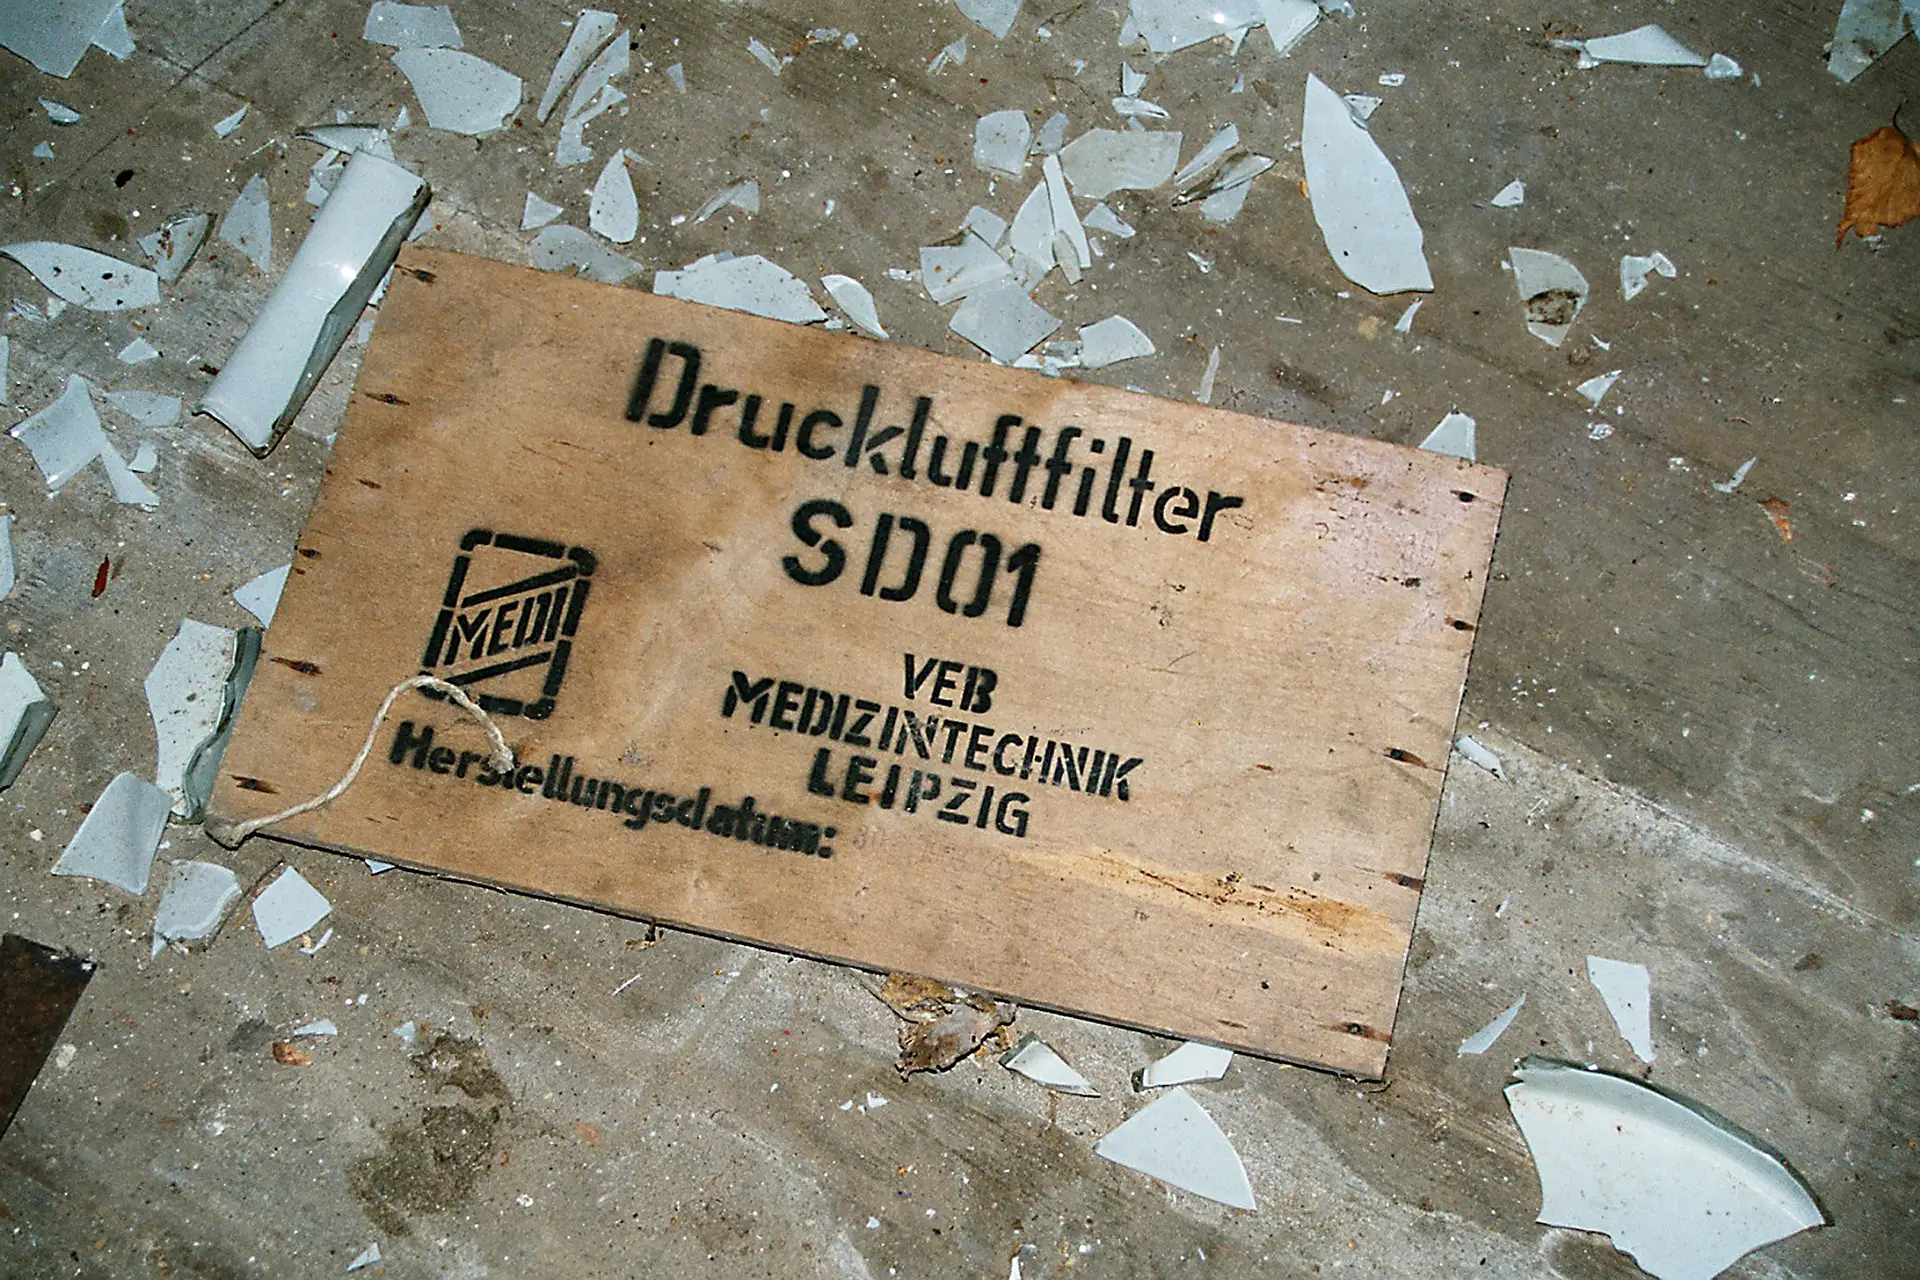 Druckluftfilter
SD01
MEDI
VEB
MEDIZINTECHNIK
LEIPZIG
Herstellungsdatum: